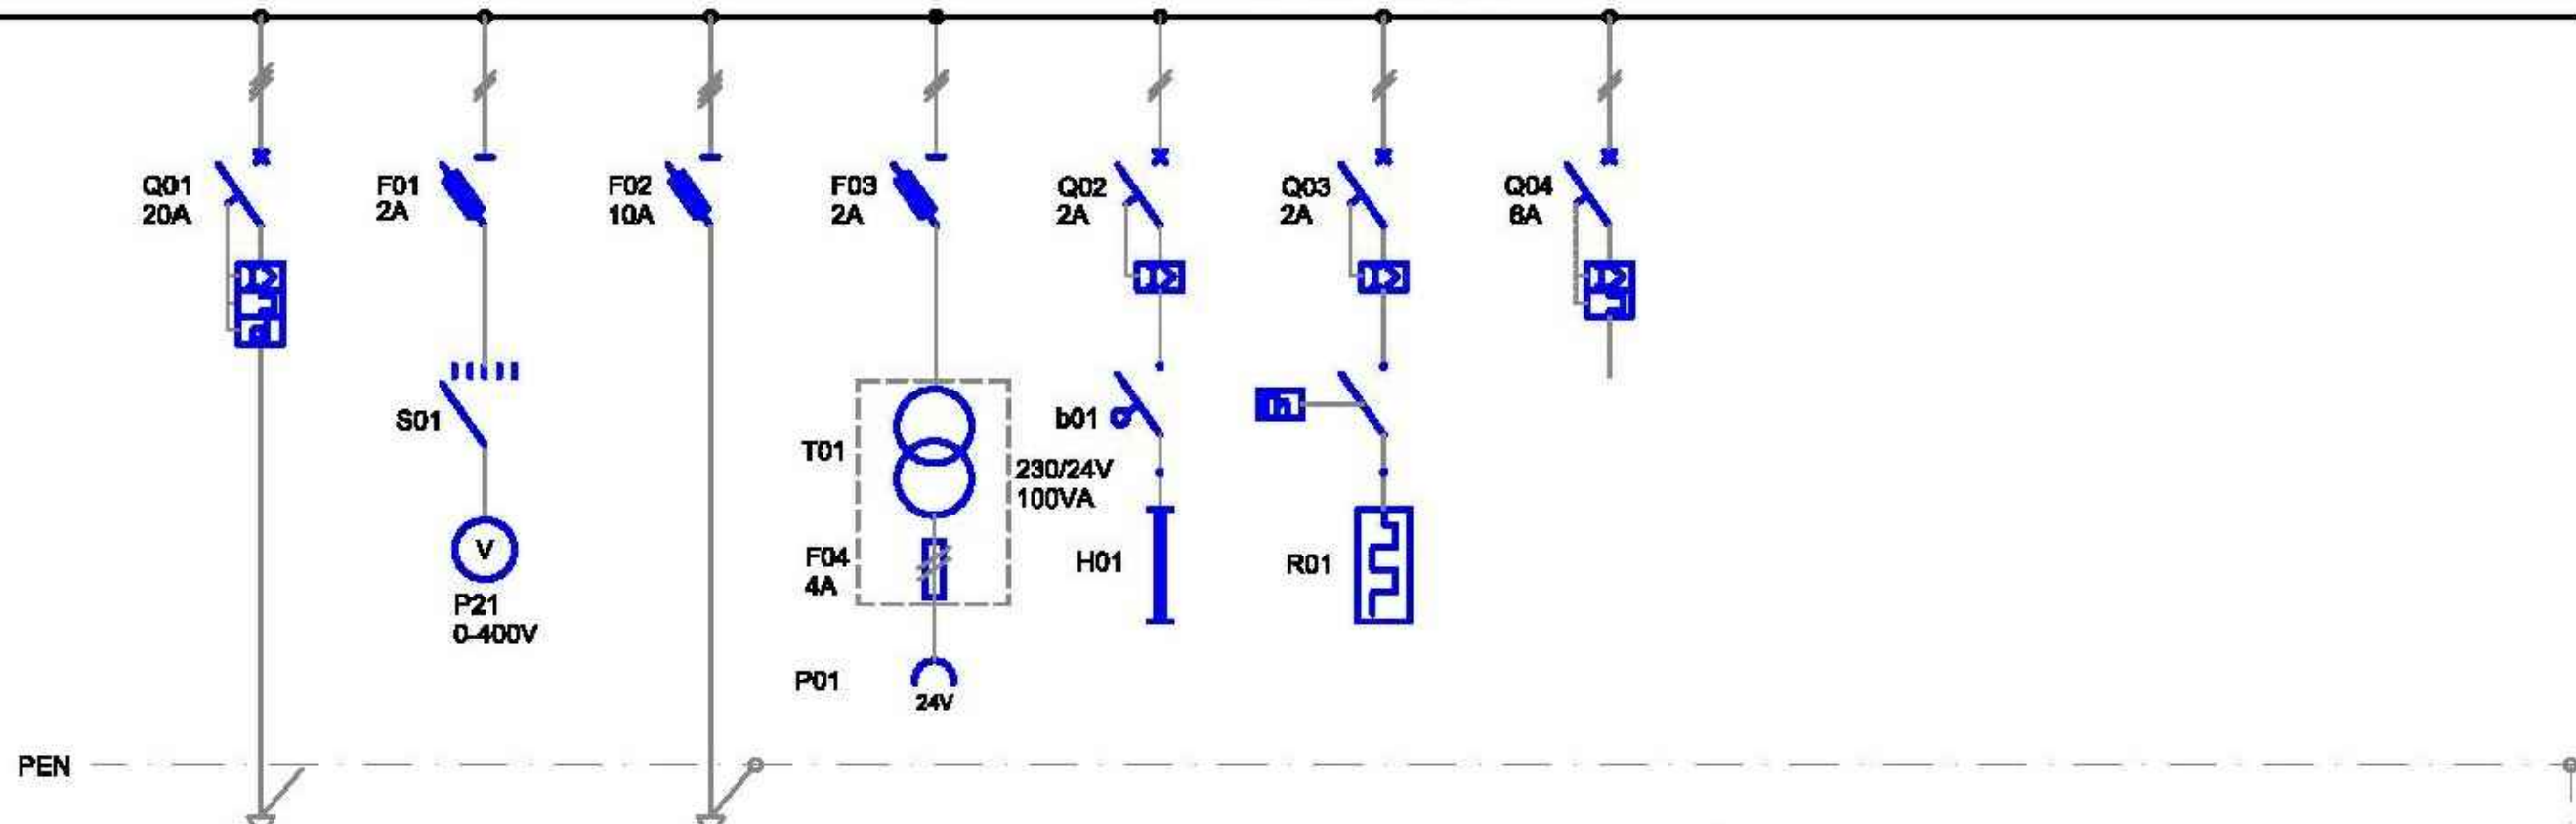 Q01
20A
F01
2A
F02
10A
F03
2A
Q02
2A
Q03
2A
Q04
6A
S01
b01
T01
230/24V
100VA
V
F04
4A
H01
R01
P21
0-400V
P01
24V
PEN